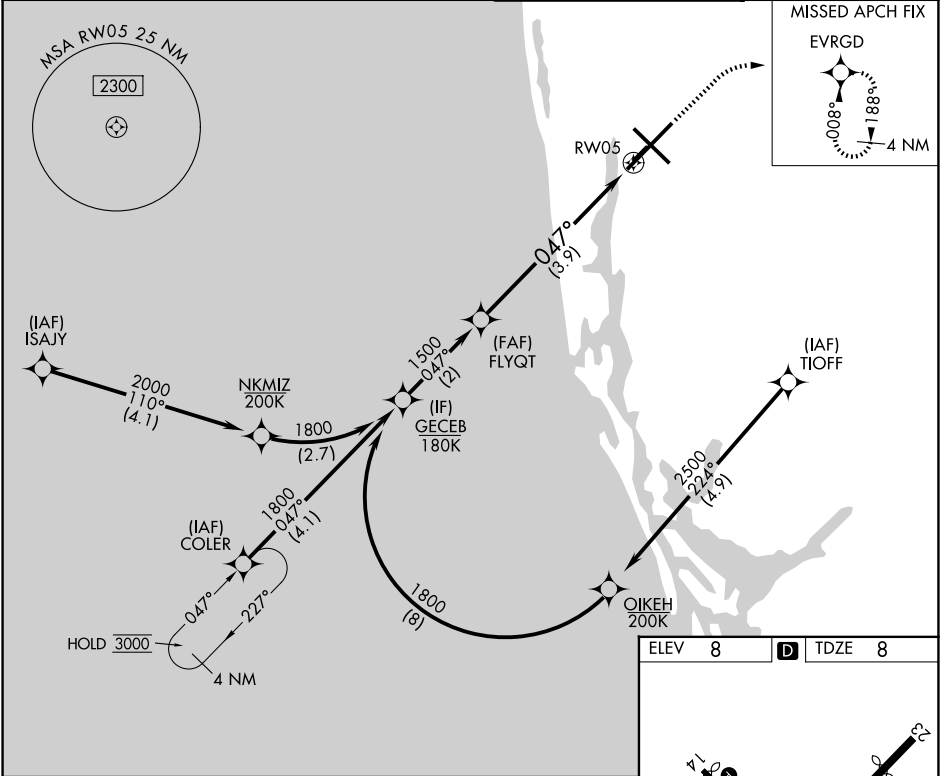 MSA RW05 25 NM
2300
MISSED APCH FIX
EVRGD
008°
188°
4 NM
RW05
047°
(3.9)
(IAF)
ISAJY
2000
110°
(4.1)
NKMIZ
200K
1800
(2.7)
1500
047°
(2)
(FAF)
FLYQT
(IF)
GECEB
180K
(IAF)
TIOFF
2500
224°
(4.9)
1800
047°
(4.1)
(IAF)
COLER
047°
227°
HOLD 3000
4 NM
1800
(8)
OIKEH
200K
ELEV 8
D
TDZE 8
14
23